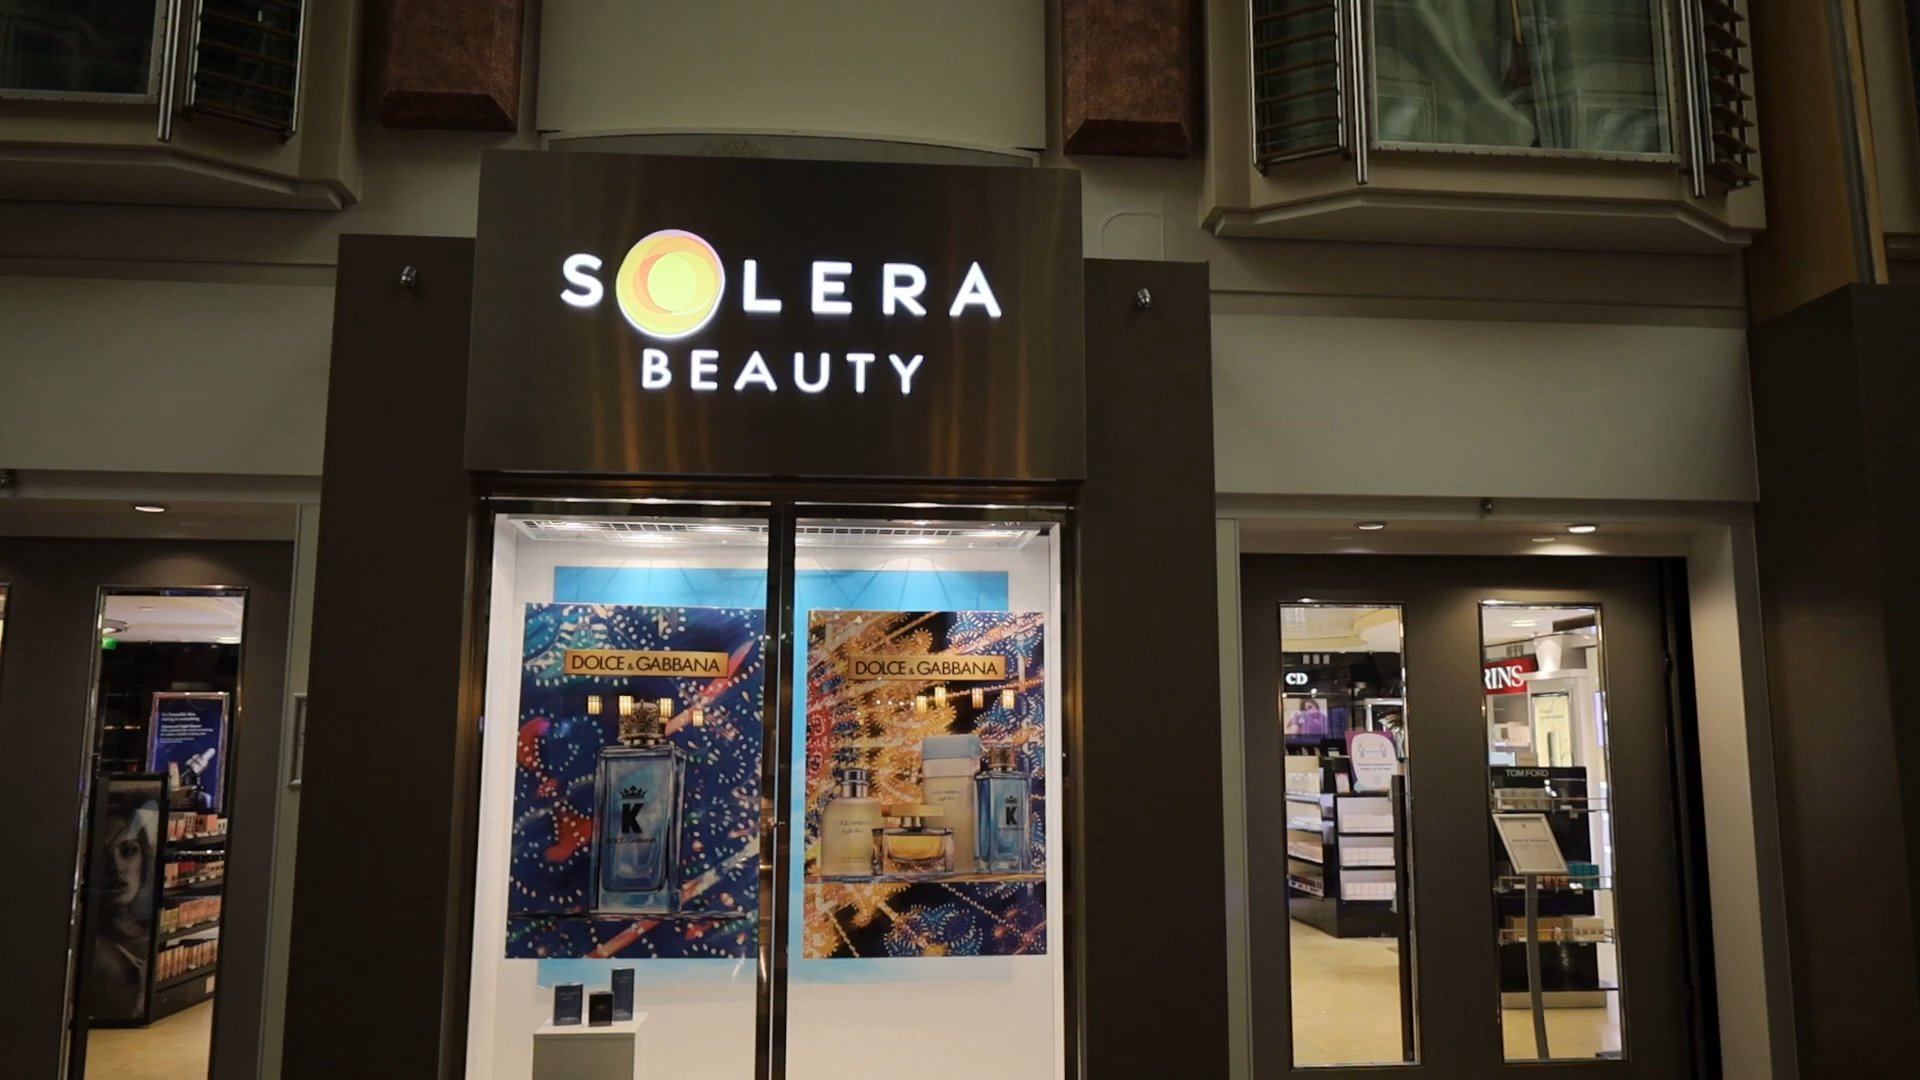 SOLERA
BEAUTY
DOLCE & GABBANA
DOLCE & GABBANA
K
K
CD
RINS
TOM FORD